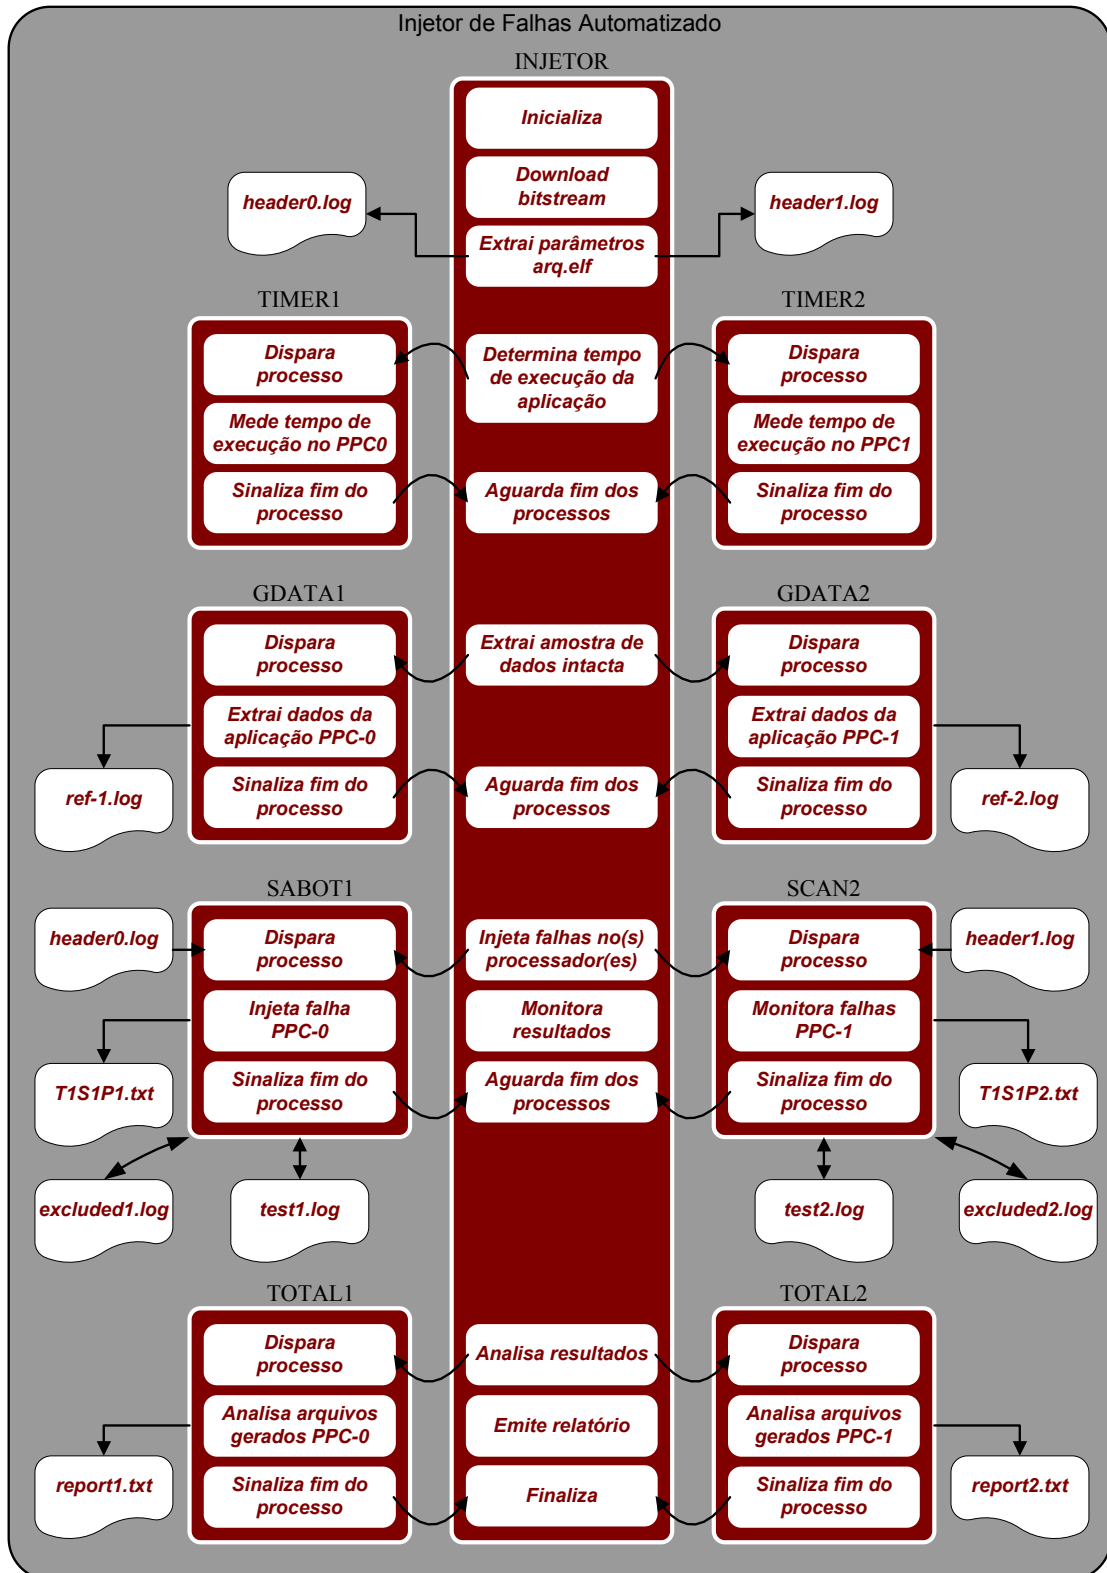 Injetor de Falhas Automatizado
INJETOR
Inicializa
Download
bitstream
header0.log
header1.log
Extrai parâmetros
arq.elf
TIMER1
TIMER2
Dispara
processo
Determina tempo
de execução da
aplicação
Dispara
processo
Mede tempo de
execução no PPC0
Mede tempo de
execução no PPC1
Sinaliza fim do
processo
Aguarda fim dos
processos
Sinaliza fim do
processo
GDATA1
GDATA2
Dispara
processo
Extrai amostra de
dados intacta
Dispara
processo
Extrai dados da
aplicação PPC-0
Extrai dados da
aplicação PPC-1
ref-1.log
Sinaliza fim do
processo
Aguarda fim dos
processos
Sinaliza fim do
processo
ref-2.log
SABOT1
SCAN2
header0.log
Dispara
processo
Injeta falhas no(s)
processador(es)
Dispara
processo
header1.log
Injeta falha
PPC-0
Monitora
resultados
Monitora falhas
PPC-1
T1S1P1.txt
Sinaliza fim do
processo
Aguarda fim dos
processos
Sinaliza fim do
processo
T1S1P2.txt
excluded1.log
test1.log
test2.log
excluded2.log
TOTAL1
TOTAL2
Dispara
processo
Analisa resultados
Dispara
processo
Analisa arquivos
gerados PPC-0
Emite relatório
Analisa arquivos
gerados PPC-1
report1.txt
Sinaliza fim do
processo
Finaliza
Sinaliza fim do
processo
report2.txt